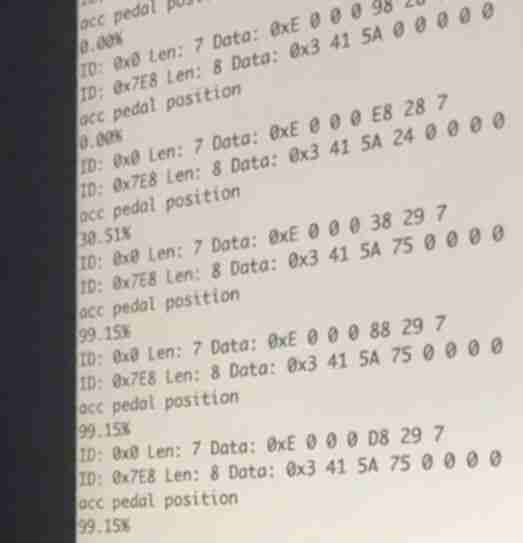 acc pedal position
0.00%
ID: 0x0 Len: 7 Data: 0xE 0 0 0 98
ID: 0x7E8 Len: 8 Data: 0x3 41 5A 0 0 0 0 0
acc pedal position
0.00%
ID: 0x0 Len: 7 Data: 0xE 0 0 0 E8 28 7
ID: 0x7E8 Len: 8 Data: 0x3 41 5A 24 0 0 0 0
acc pedal position
30.51%
ID: 0x0 Len: 7 Data: 0xE 0 0 0 38 29 7
ID: 0x7E8 Len: 8 Data: 0x3 41 5A 75 0 0 0 0
acc pedal position
99.15%
ID: 0x0 Len: 7 Data: 0xE 0 0 0 88 29 7
ID: 0x7E8 Len: 8 Data: 0x3 41 5A 75 0 0 0 0
acc pedal position
99.15%
ID: 0x0 Len: 7 Data: 0xE 0 0 0 D8 29 7
ID: 0x7E8 Len: 8 Data: 0x3 41 5A 75 0 0 0 0
acc pedal position
99.15%